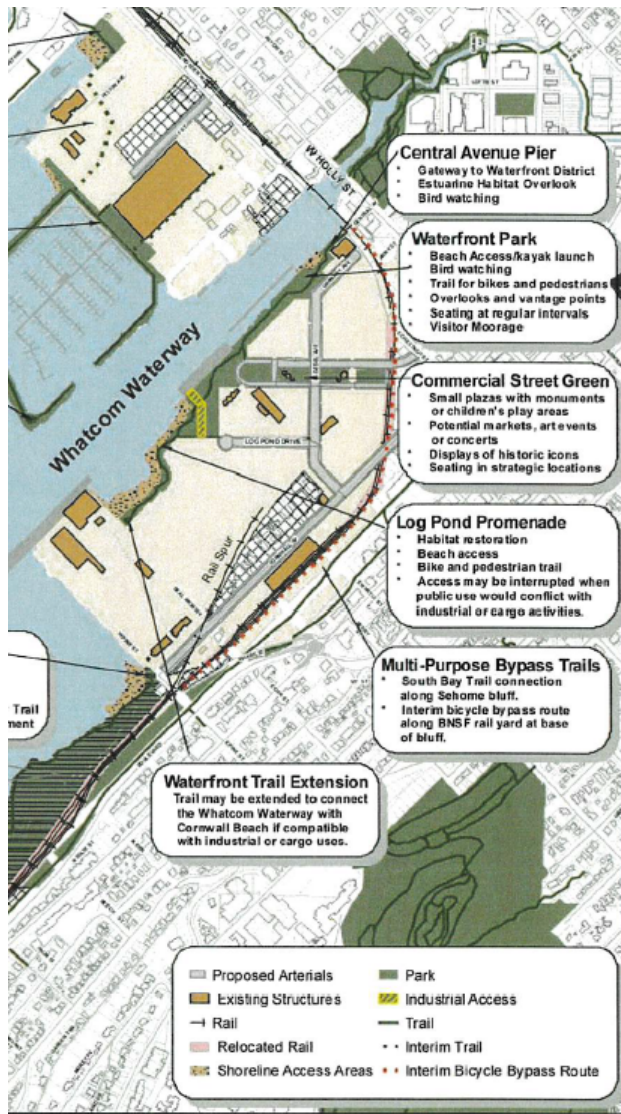 W HOLLY ST
Central Avenue Pier
• Gateway to Waterfront District
• Estuarine Habitat Overlook
• Bird watching
Waterfront Park
• Beach Access/kayak launch
• Bird watching
• Trail for bikes and pedestrians
• Overlooks and vantage points
• Seating at regular intervals
• Visitor Moorage
Whatcom Waterway
Commercial Street Green
• Small plazas with monuments
or children's play areas
• Potential markets, art events
or concerts
• Displays of historic icons
• Seating in strategic locations
LOG POND DRIVE
Log Pond Promenade
• Habitat restoration
• Beach access
• Bike and pedestrian trail
• Access may be interrupted when
public use would conflict with
industrial or cargo activities.
Rail Spur
Multi-Purpose Bypass Trails
• South Bay Trail connection
along Sehome bluff.
• Interim bicycle bypass route
along BNSF rail yard at base
of bluff.
Trail
ment
Waterfront Trail Extension
Trail may be extended to connect
the Whatcom Waterway with
Cornwall Beach if compatible
with industrial or cargo uses.
Proposed Arterials
Park
Existing Structures
Industrial Access
Rail
Trail
Relocated Rail
Interim Trail
Shoreline Access Areas
Interim Bicycle Bypass Route